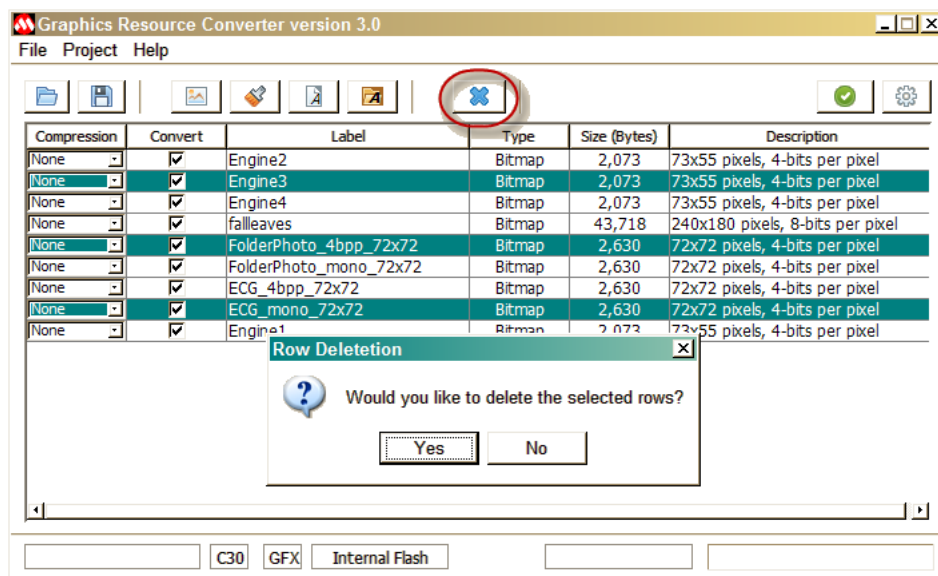 Graphics Resource Converter version 3.0
File Project Help
Compression Convert Label Type Size (Bytes) Description
None Engine2 Bitmap 2,073 73x55 pixels, 4-bits per pixel
None Engine3 Bitmap 2,073 73x55 pixels, 4-bits per pixel
None Engine4 Bitmap 2,073 73x55 pixels, 4-bits per pixel
None fallleaves Bitmap 43,718 240x180 pixels, 8-bits per pixel
None FolderPhoto_4bpp_72x72 Bitmap 2,630 72x72 pixels, 4-bits per pixel
None FolderPhoto_mono_72x72 Bitmap 2,630 72x72 pixels, 4-bits per pixel
None ECG_4bpp_72x72 Bitmap 2,630 72x72 pixels, 4-bits per pixel
None ECG_mono_72x72 Bitmap 2,630 72x72 pixels, 4-bits per pixel
None Engine1 Bitmap 2,073 73x55 pixels, 4-bits per pixel
Row Deletetion
Would you like to delete the selected rows?
Yes No
C30 GFX Internal Flash